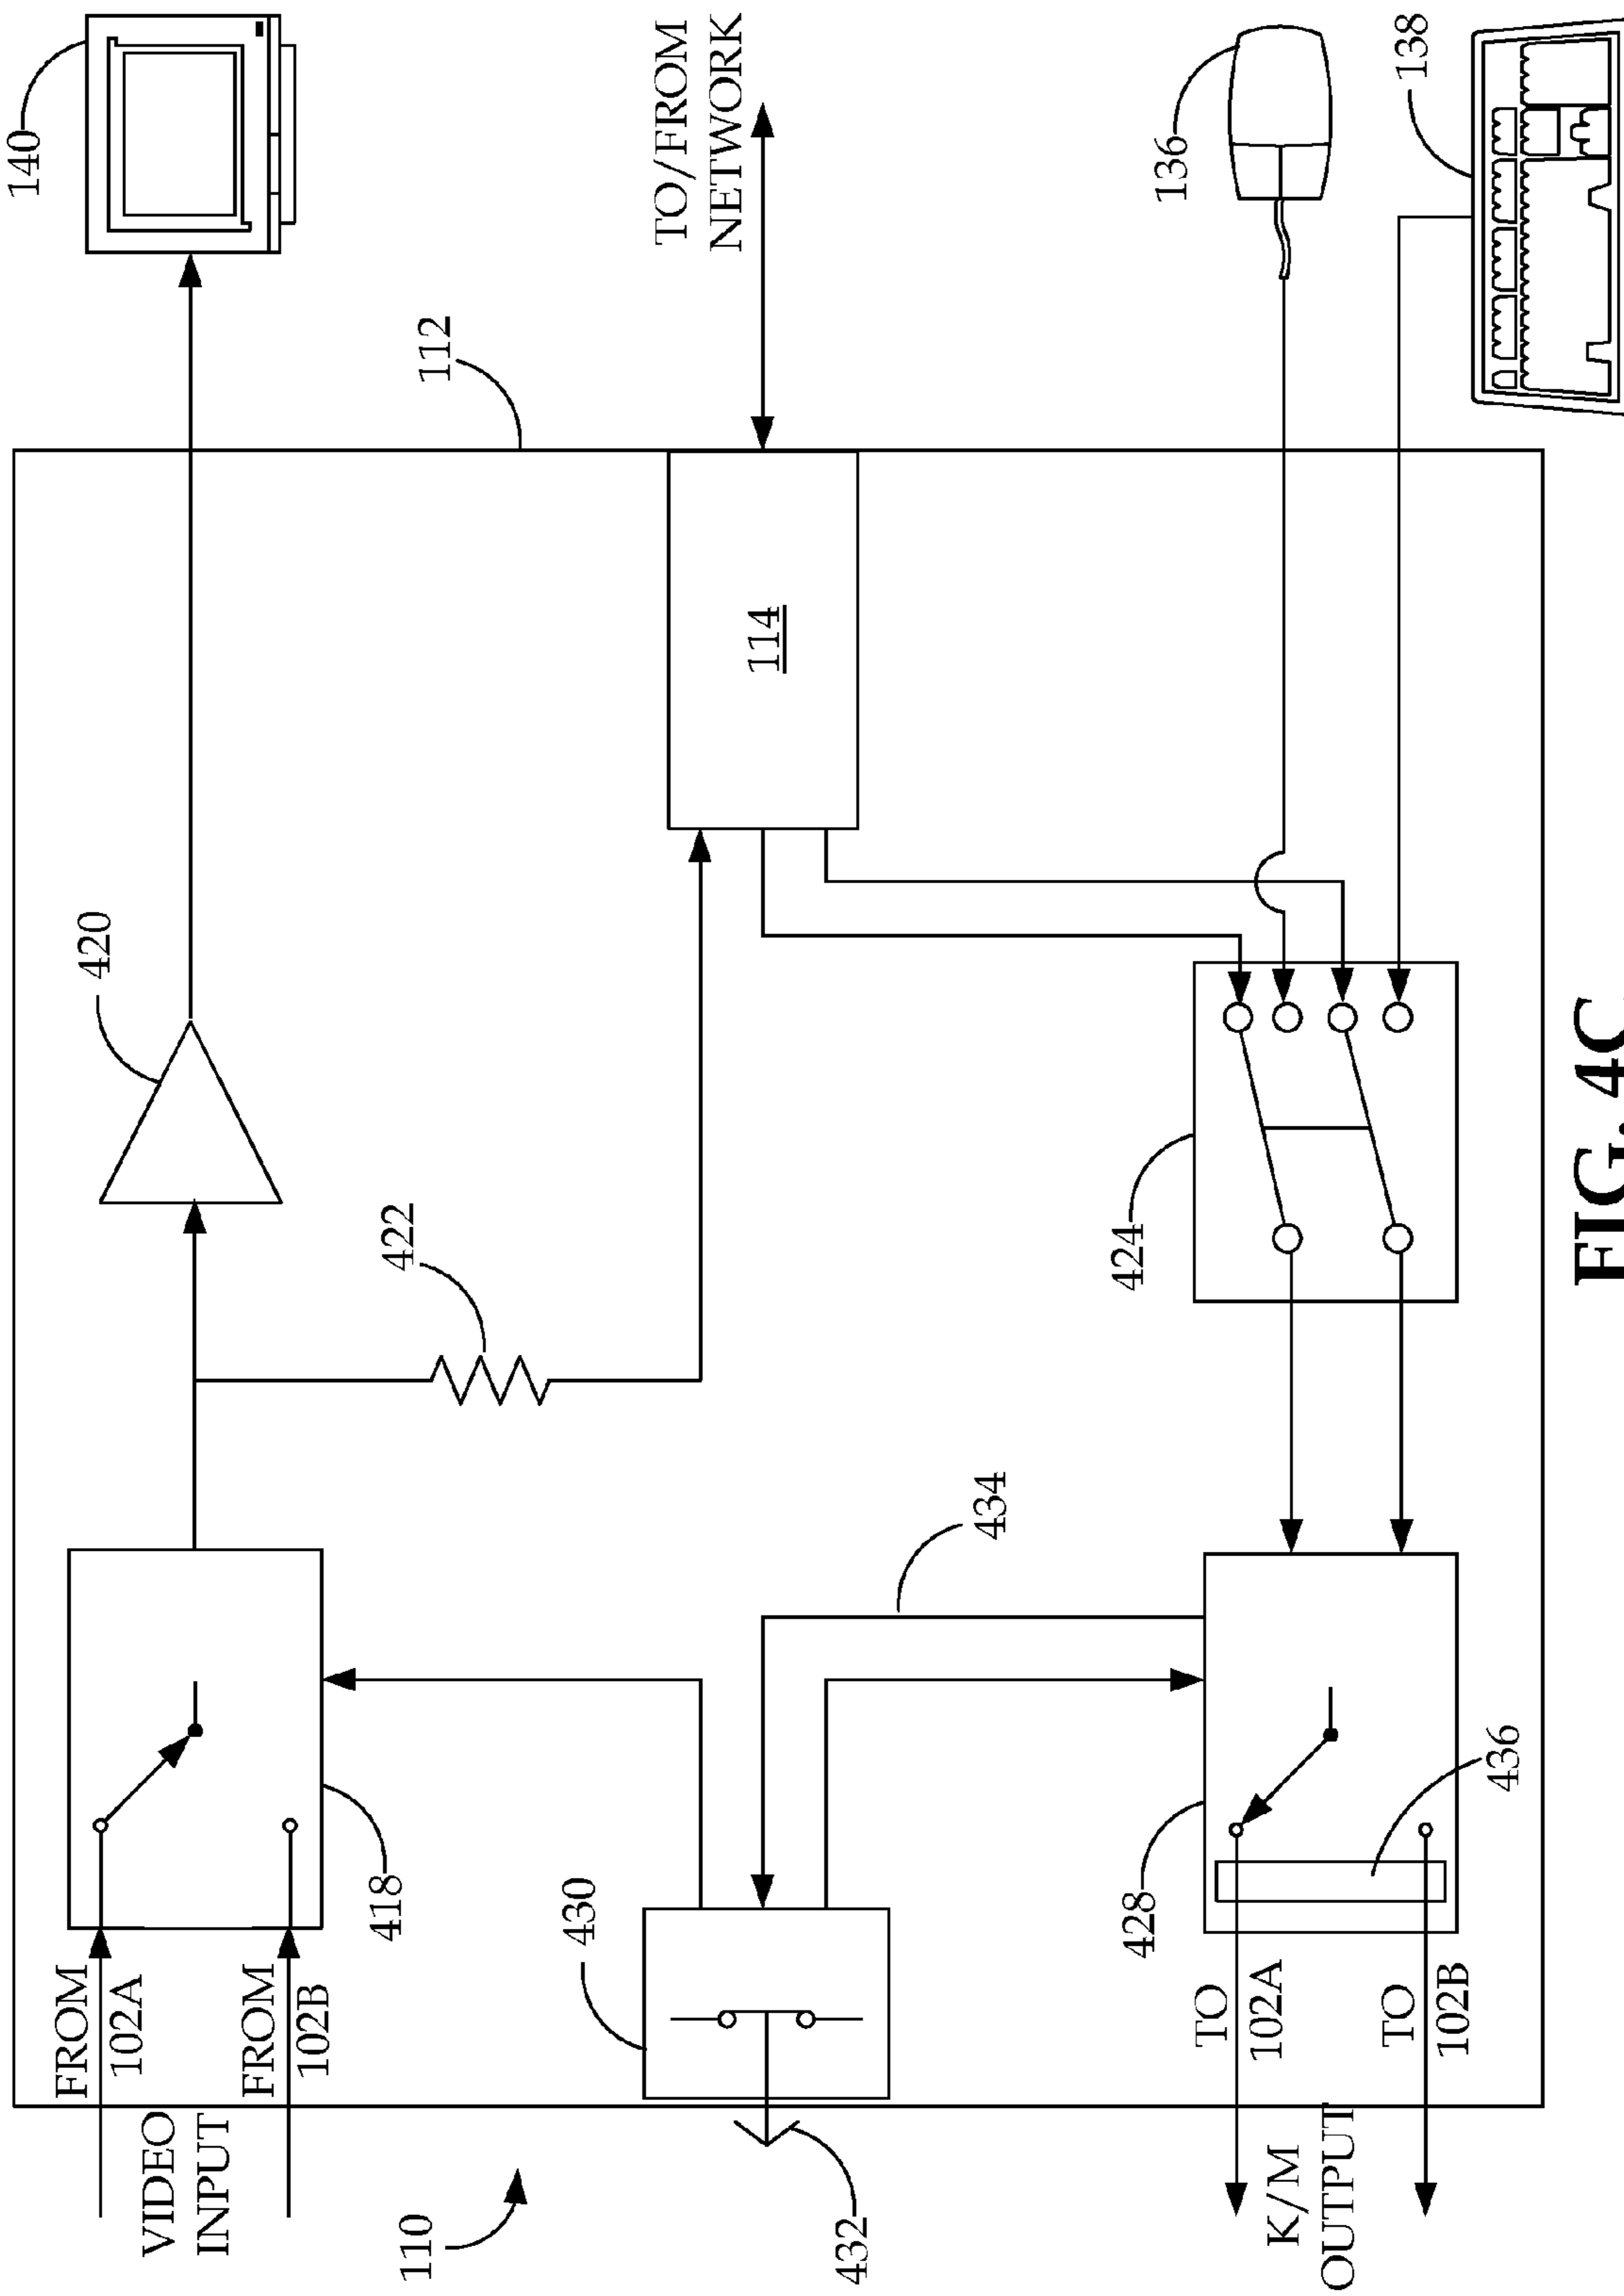 VIDEO
INPUT
FROM
102A
FROM
102B
418
420
422
140
112
TO/FROM
NETWORK
114
110
432
430
434
136
138
424
428
436
TO
102A
TO
102B
K/M
OUTPUT
FIG. 4C